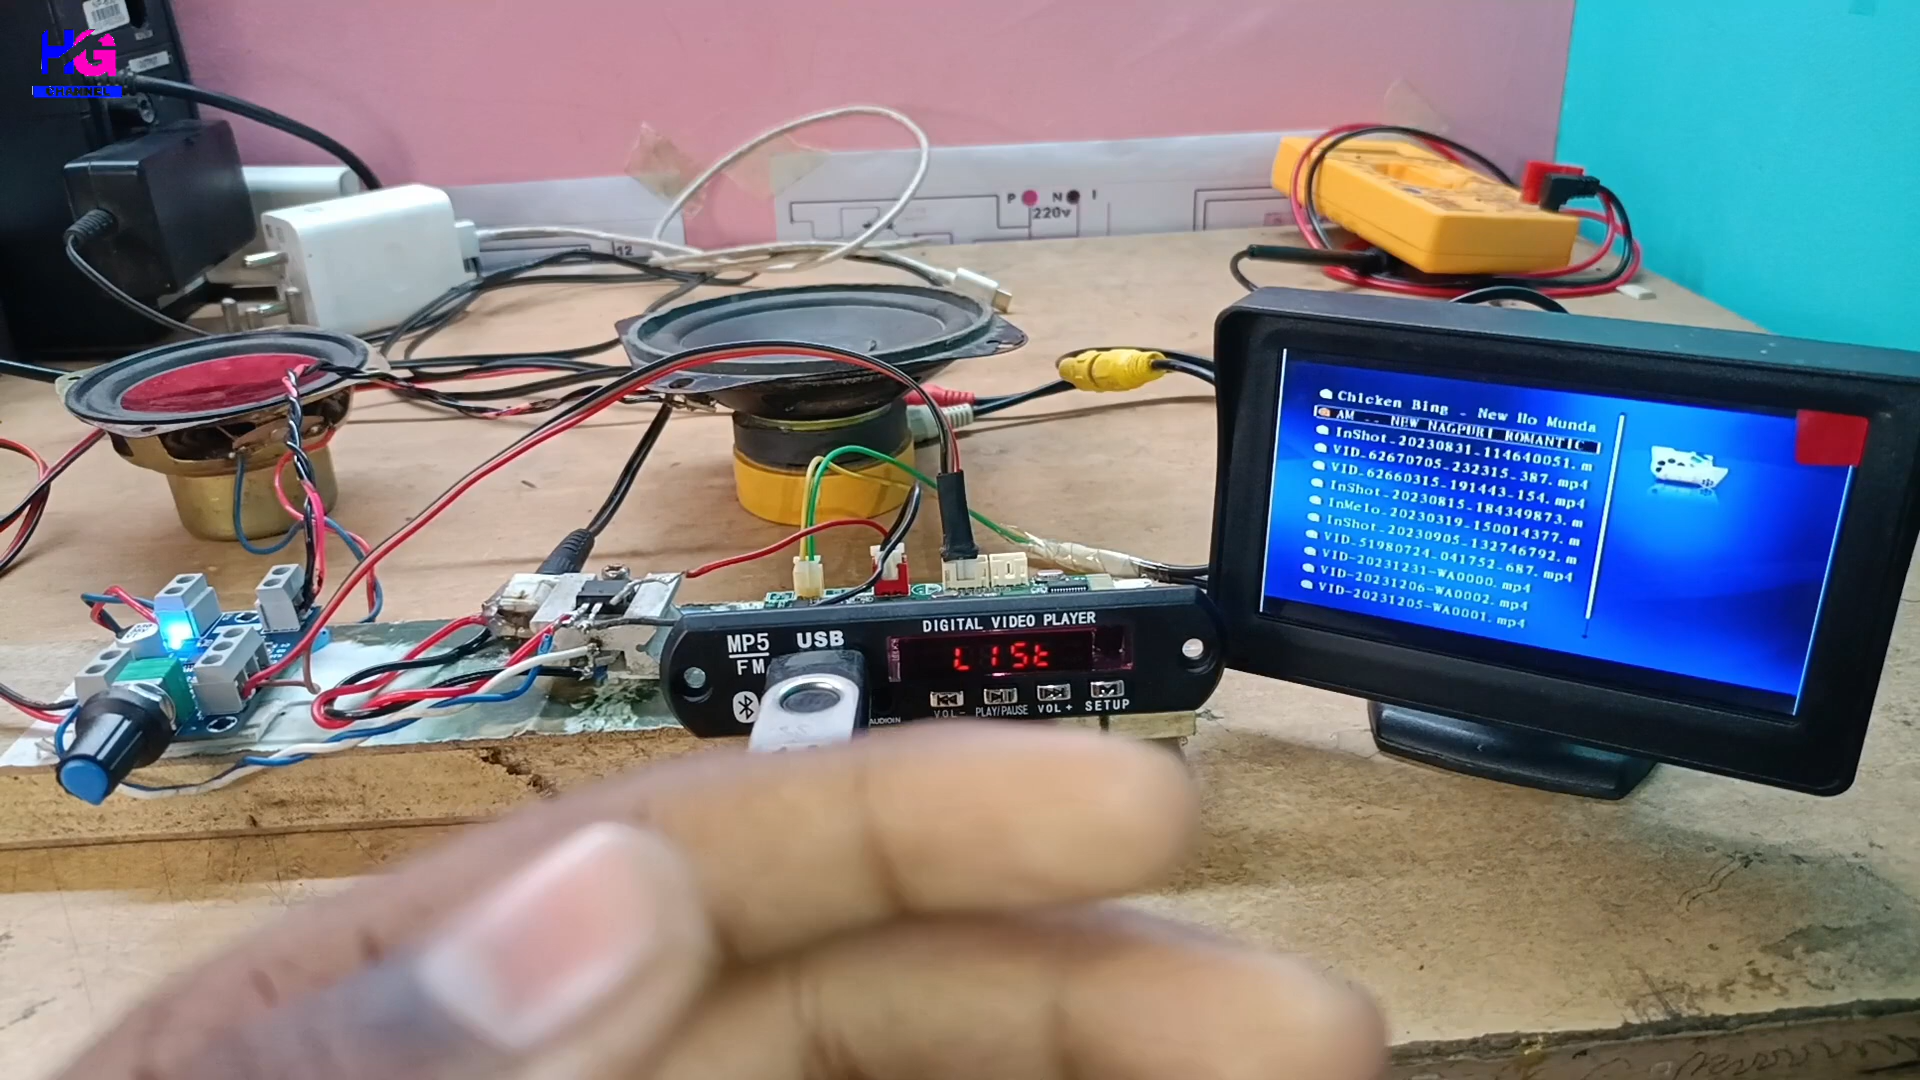 HG
CHANNEL
P N
220v
12
MP5
FM
USB
DIGITAL VIDEO PLAYER
LISt
AUDIOIN
VOL-
PLAY/PAUSE
VOL+
SETUP
Chicken Bing - New Ho Munda
AM - - NEW NAGPURI ROMANTIC
InShot_20230831_114640051.m
VID_62670705_232315_387.mp4
VID_62660315_191443_154.mp4
InShot_20230815_184349873.m
InMelo_20230319_150014377.m
InShot_20230905_132746792.m
VID_51980724_041752_687.mp4
VID-20231231-WA0000.mp4
VID-20231206-WA0002.mp4
VID-20231205-WA0001.mp4